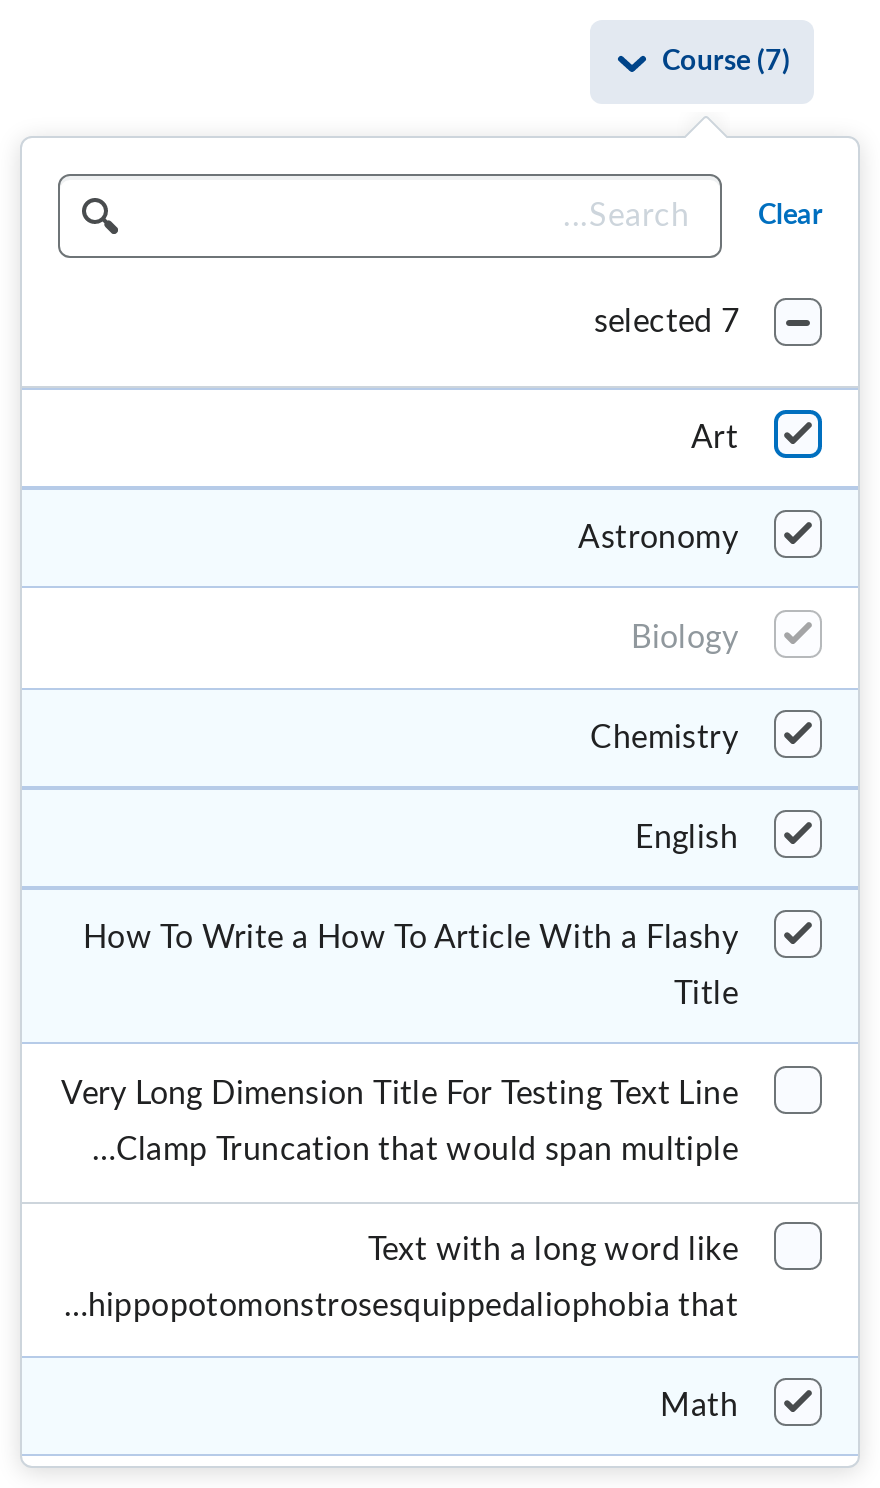 Course (7)
...Search
Clear
selected 7
Art
Astronomy
Biology
Chemistry
English
How To Write a How To Article With a Flashy
Title
Very Long Dimension Title For Testing Text Line
...Clamp Truncation that would span multiple
Text with a long word like
...hippopotomonstrosesquippedaliophobia that
Math